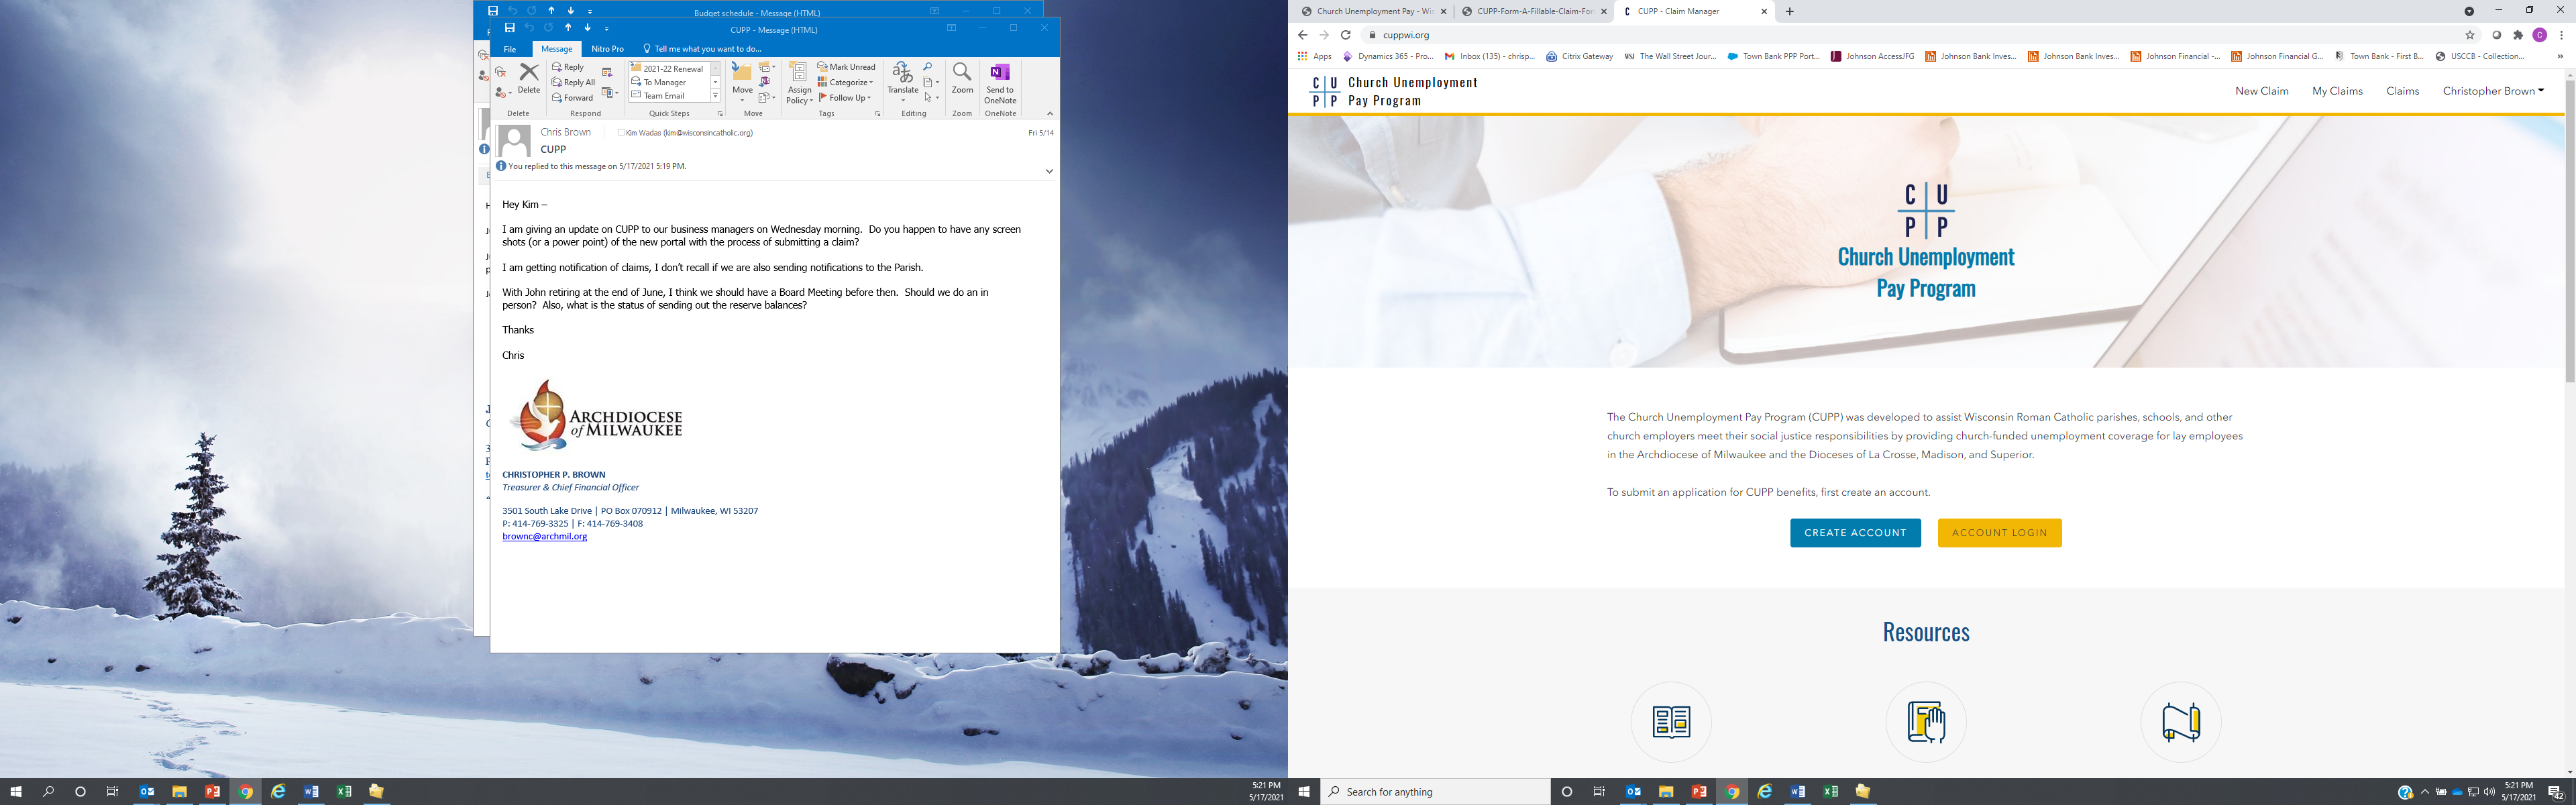 Budget schedule - Message (HTML)
CUPP - Message (HTML)
File
Message
Nitro Pro
Tell me what you want to do...
Delete
Reply
Reply All
Forward
2021-22 Renewal
To Manager
Team Email
Move
Assign
Policy
Mark Unread
Categorize
Follow Up
Translate
Zoom
Send to
OneNote
Delete
Respond
Quick Steps
Move
Tags
Editing
Zoom
OneNote
Chris Brown
Kim Wadas (kim@wisconsincatholic.org)
Fri 5/14
CUPP
You replied to this message on 5/17/2021 5:19 PM.
Hey Kim –
I am giving an update on CUPP to our business managers on Wednesday morning.  Do you happen to have any screen
shots (or a power point) of the new portal with the process of submitting a claim?
I am getting notification of claims, I don't recall if we are also sending notifications to the Parish.
With John retiring at the end of June, I think we should have a Board Meeting before then.  Should we do an in
person?  Also, what is the status of sending out the reserve balances?
Thanks
Chris
ARCHDIOCESE
of MILWAUKEE
CHRISTOPHER P. BROWN
Treasurer & Chief Financial Officer
3501 South Lake Drive | PO Box 070912 | Milwaukee, WI 53207
P: 414-769-3325 | F: 414-769-3408
brownc@archmil.org
5:21 PM
5/17/2021
Church Unemployment Pay - Wis
CUPP-Form-A-Fillable-Claim-For
CUPP - Claim Manager
cuppwi.org
Apps
Dynamics 365 - Pro...
Inbox (135) - chrisp...
Citrix Gateway
WSJ The Wall Street Jour...
Town Bank PPP Port...
Johnson AccessJFG
Johnson Bank Inves...
Johnson Bank Inves...
Johnson Financial -...
Johnson Financial G...
Town Bank - First B...
USCCB - Collection...
CU
PP
Church Unemployment
Pay Program
New Claim
My Claims
Claims
Christopher Brown
C U
P P
Church Unemployment
Pay Program
The Church Unemployment Pay Program (CUPP) was developed to assist Wisconsin Roman Catholic parishes, schools, and other
church employers meet their social justice responsibilities by providing church-funded unemployment coverage for lay employees
in the Archdiocese of Milwaukee and the Dioceses of La Crosse, Madison, and Superior.
To submit an application for CUPP benefits, first create an account.
CREATE ACCOUNT
ACCOUNT LOGIN
Resources
Search for anything
5:21 PM
5/17/2021
42